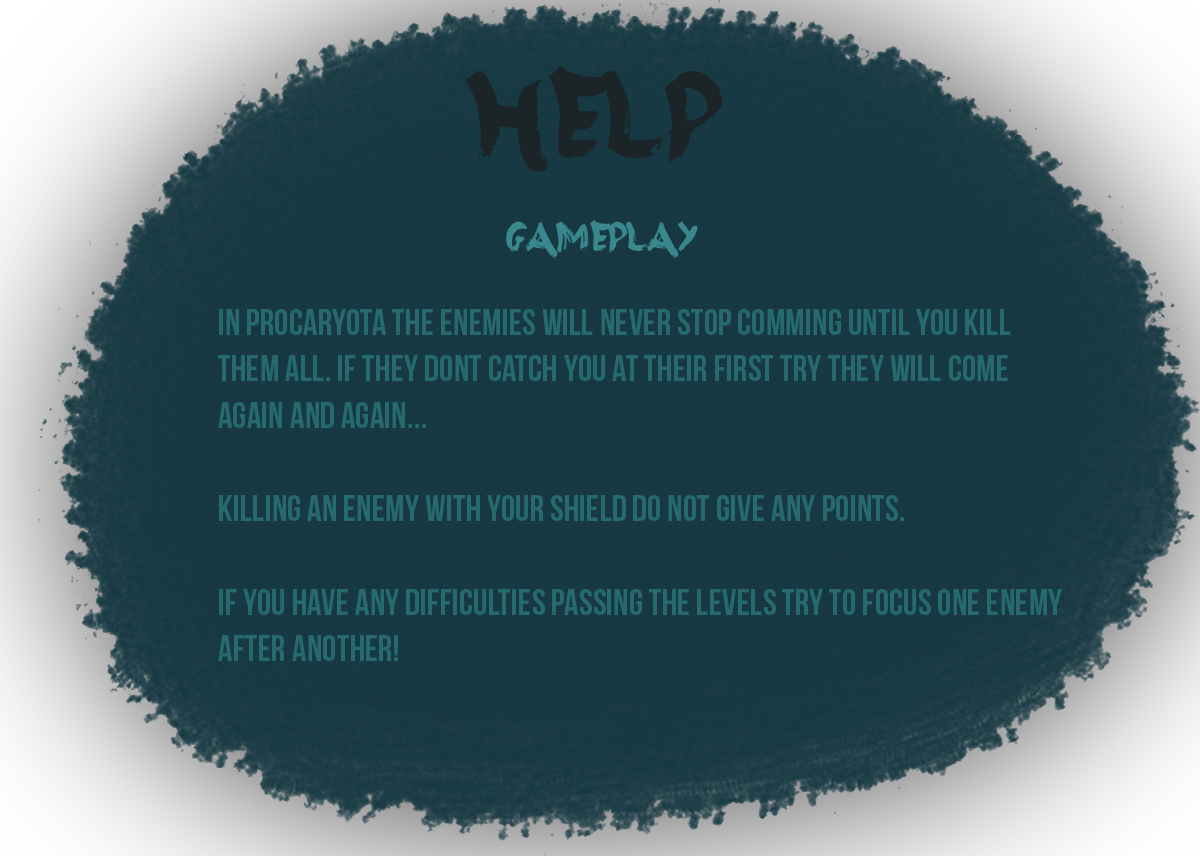 HELP
GAMEPLAY
IN PROCARYOTA THE ENEMIES WILL NEVER STOP COMMING UNTIL YOU KILL
THEM ALL. IF THEY DONT CATCH YOU AT THEIR FIRST TRY THEY WILL COME
AGAIN AND AGAIN...
KILLING AN ENEMY WITH YOUR SHIELD DO NOT GIVE ANY POINTS.
IF YOU HAVE ANY DIFFICULTIES PASSING THE LEVELS TRY TO FOCUS ONE ENEMY
AFTER ANOTHER!